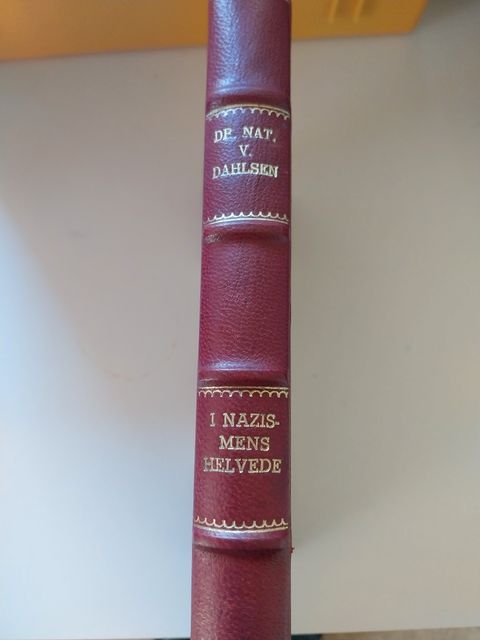 DR. NAT.
V.
DAHLSEN
I NAZIS-
MENS
HELVEDE